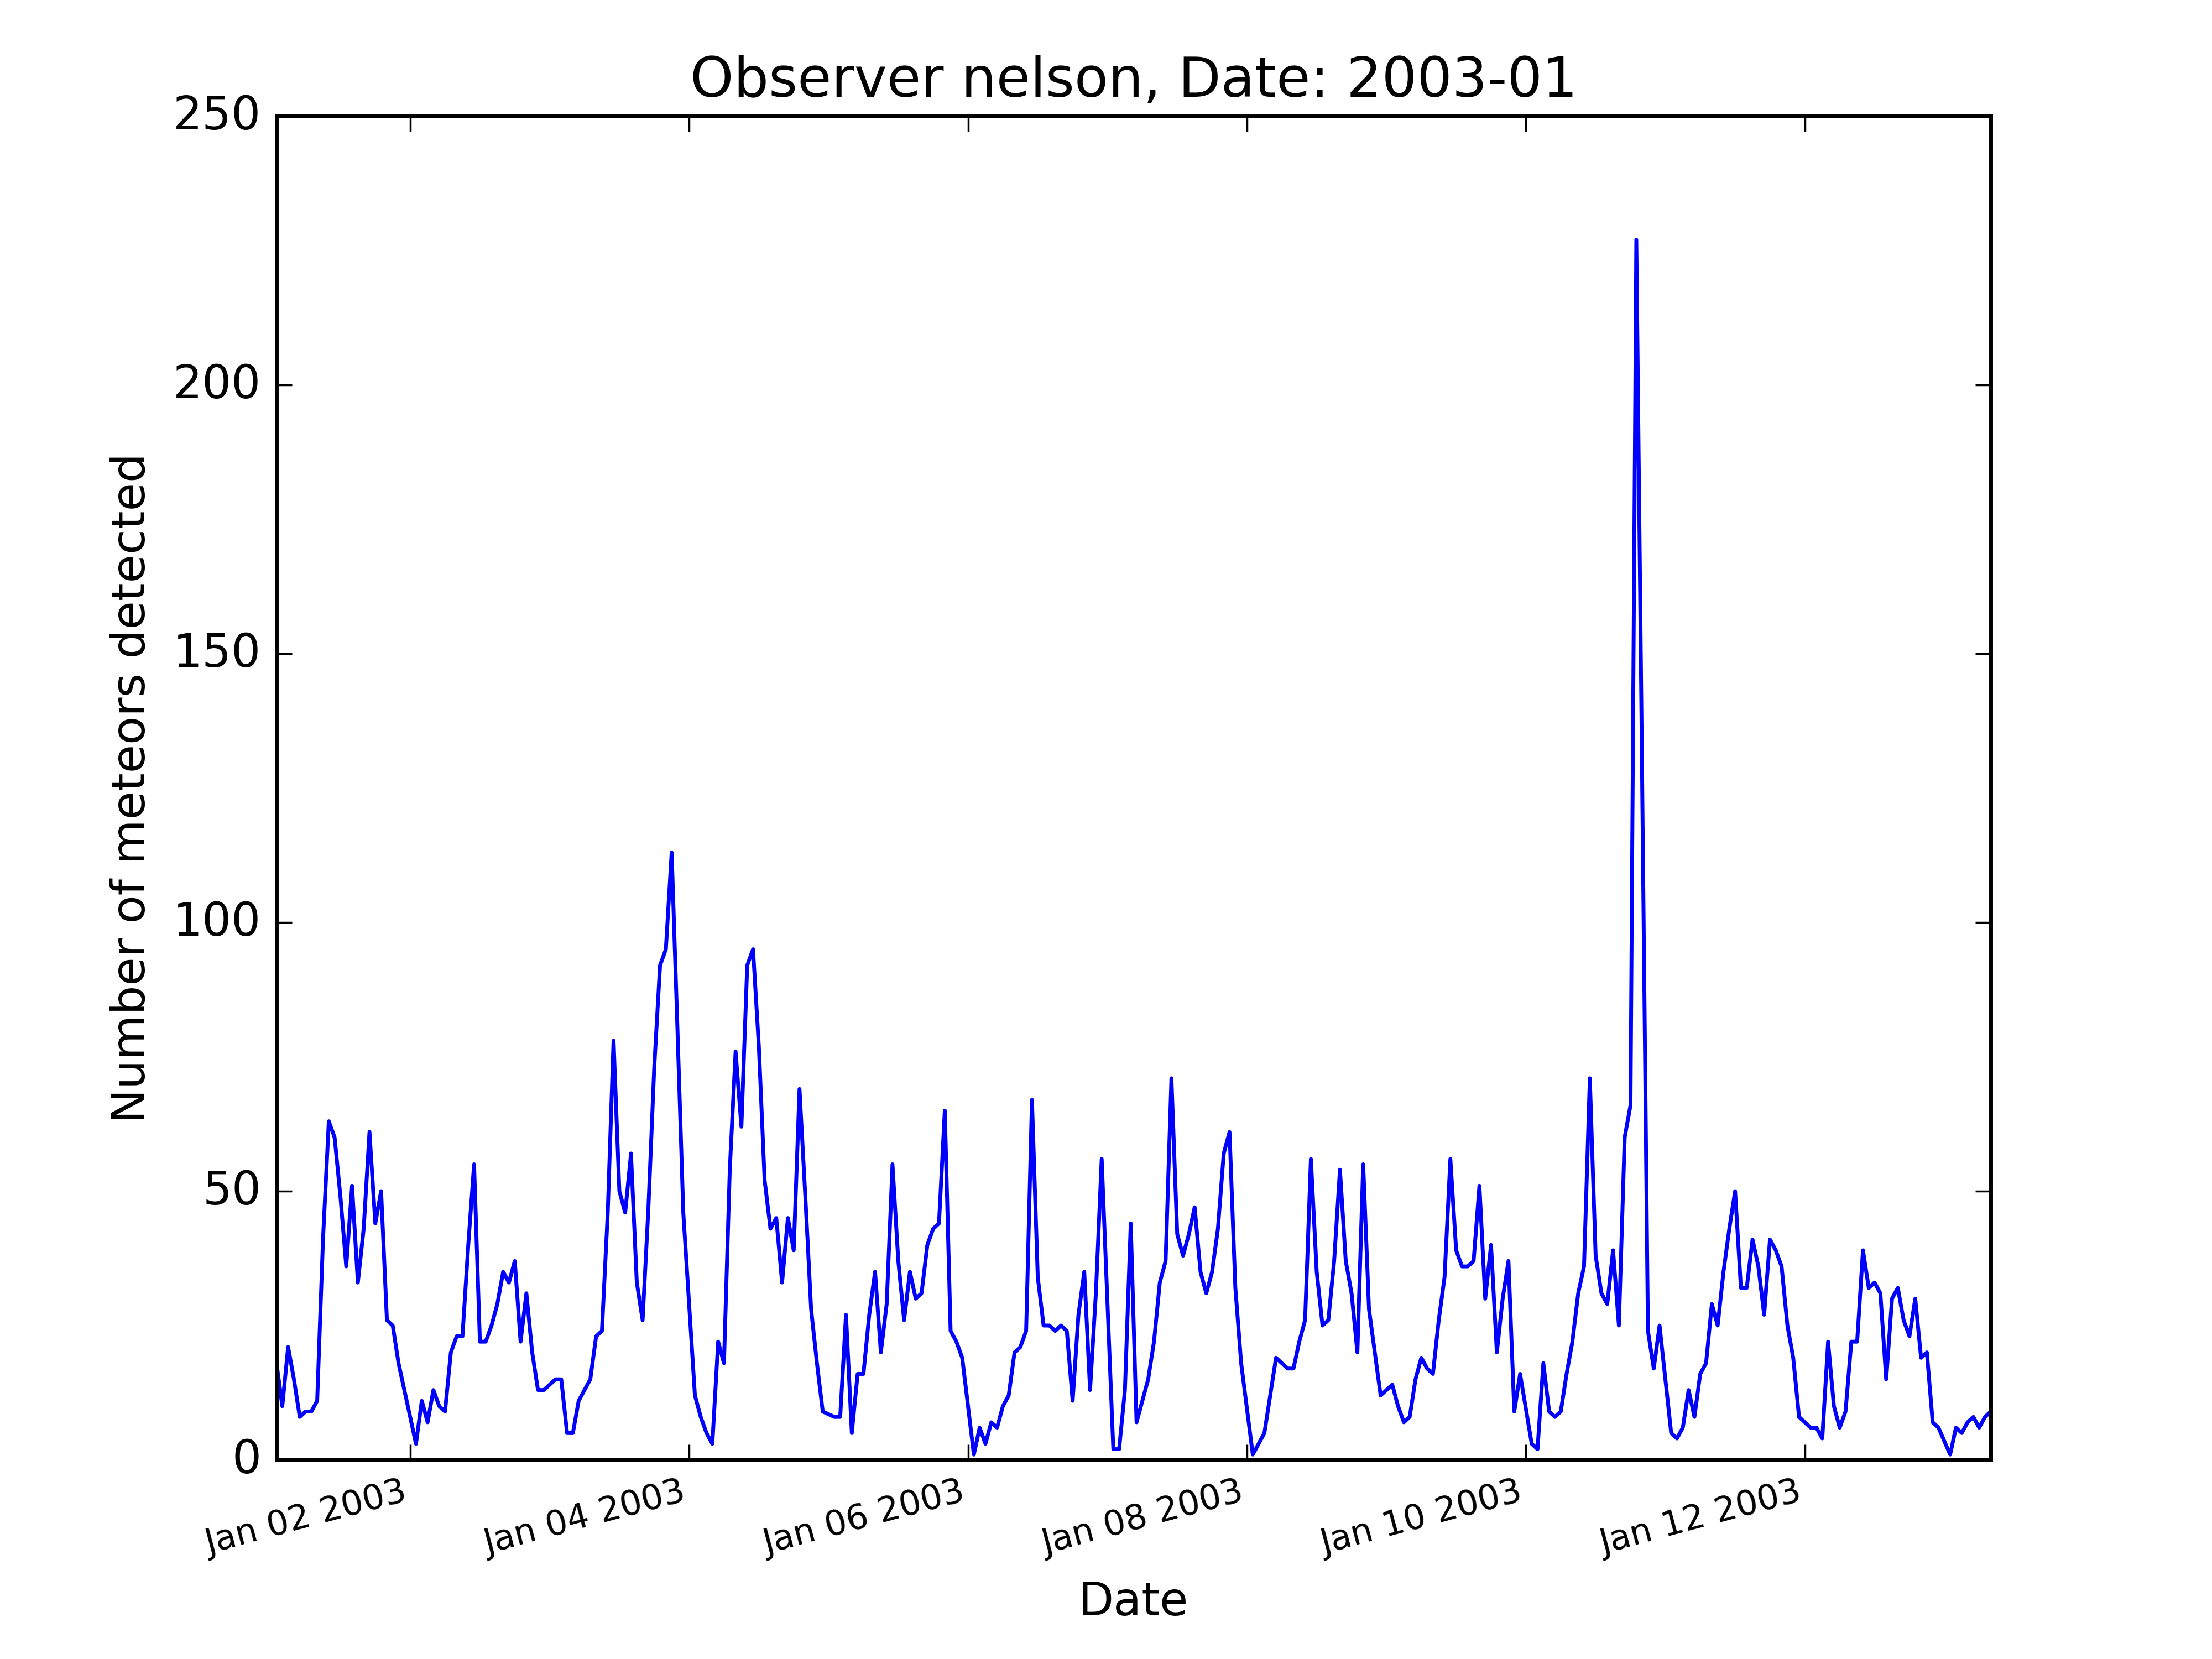 Observer nelson, Date: 2003-01
250
200
150
100
50
0
Number of meteors detected
Jan 02 2003
Jan 04 2003
Jan 06 2003
Jan 08 2003
Jan 10 2003
Jan 12 2003
Date